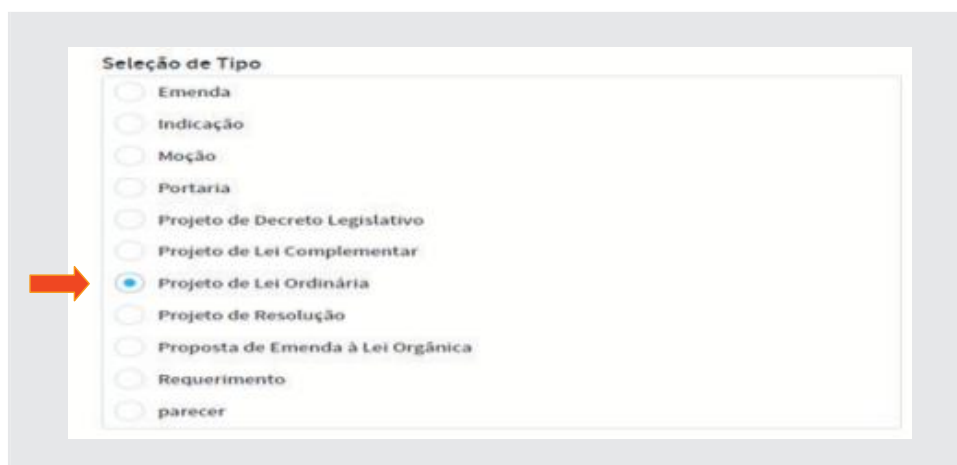 Seleção de Tipo
Emenda
Indicação
Moção
Portaria
Projeto de Decreto Legislativo
Projeto de Lei Complementar
Projeto de Lei Ordinária
Projeto de Resolução
Proposta de Emenda à Lei Orgânica
Requerimento
parecer